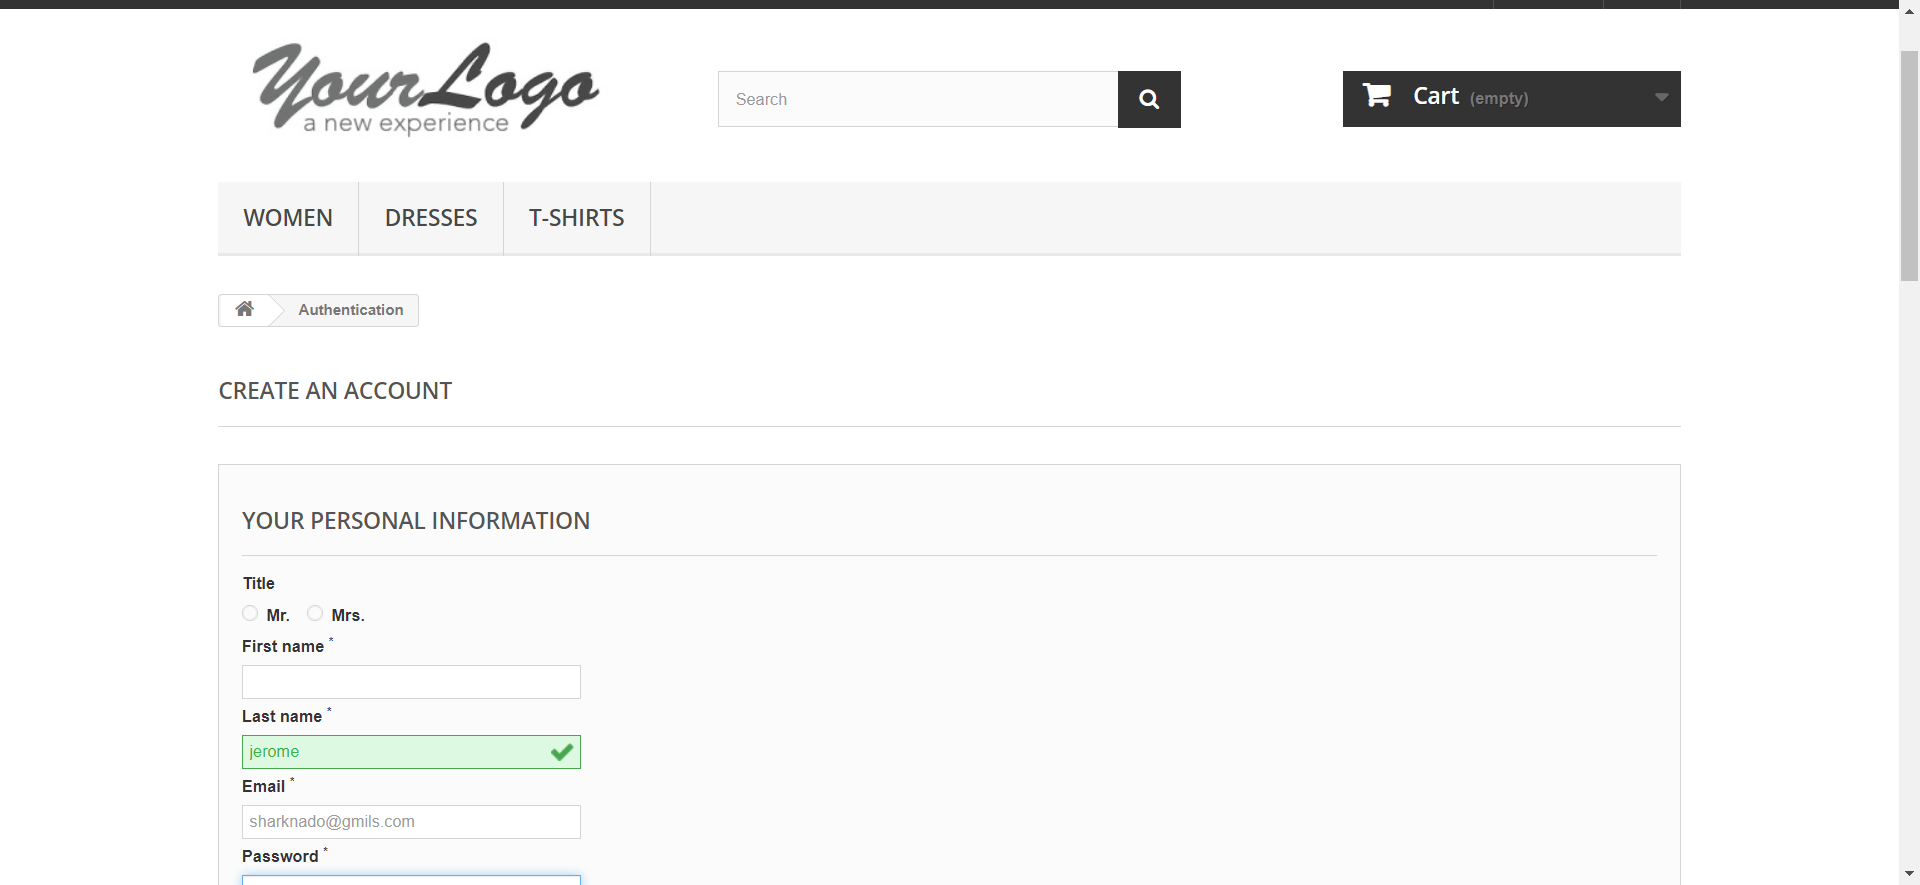 YourLogo
a new experience
Search
Cart (empty)
WOMEN DRESSES T-SHIRTS
Authentication
CREATE AN ACCOUNT
YOUR PERSONAL INFORMATION
Title
Mr. Mrs.
First name *
Last name *
jerome
Email *
sharknado@gmils.com
Password *